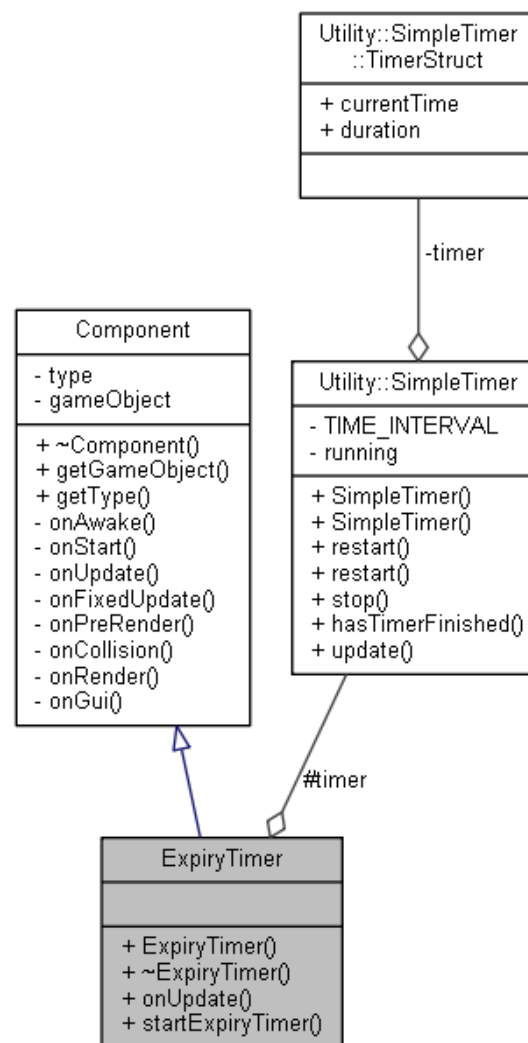 Utility::SimpleTimer
::TimerStruct
+ currentTime
+ duration
-timer
Component
- type
- gameObject
+ ~Component()
+ getGameObject()
+ getType()
- onAwake()
- onStart()
- onUpdate()
- onFixedUpdate()
- onPreRender()
- onCollision()
- onRender()
- onGui()
Utility::SimpleTimer
- TIME_INTERVAL
- running
+ SimpleTimer()
+ SimpleTimer()
+ restart()
+ restart()
+ stop()
+ hasTimerFinished()
+ update()
#timer
ExpiryTimer
+ ExpiryTimer()
+ ~ExpiryTimer()
+ onUpdate()
+ startExpiryTimer()